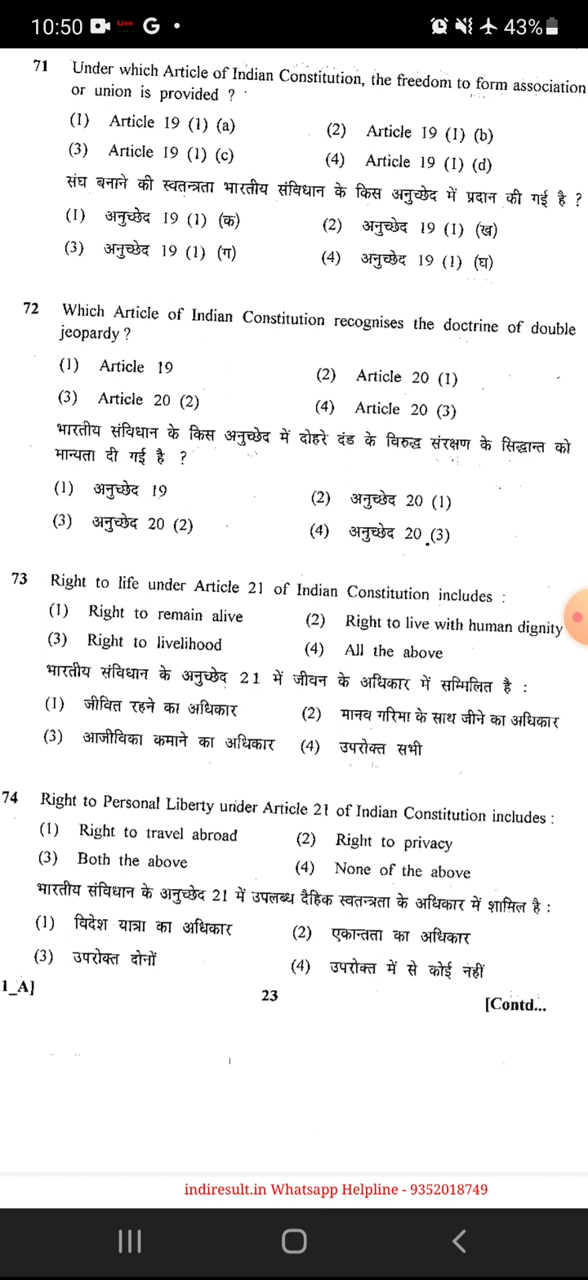 10:50 Live G •
43%
71 Under which Article of Indian Constitution, the freedom to form association
or union is provided ?
(1) Article 19 (1) (a) (2) Article 19 (1) (b)
(3) Article 19 (1) (c) (4) Article 19 (1) (d)
संघ बनाने की स्वतन्त्रता भारतीय संविधान के किस अनुच्छेद में प्रदान की गई है ?
(1) अनुच्छेद 19 (1) (क) (2) अनुच्छेद 19 (1) (ख)
(3) अनुच्छेद 19 (1) (ग) (4) अनुच्छेद 19 (1) (घ)
72 Which Article of Indian Constitution recognises the doctrine of double
jeopardy ?
(1) Article 19 (2) Article 20 (1)
(3) Article 20 (2) (4) Article 20 (3)
भारतीय संविधान के किस अनुच्छेद में दोहरे दंड के विरुद्ध संरक्षण के सिद्धान्त को
मान्यता दी गई है ?
(1) अनुच्छेद 19 (2) अनुच्छेद 20 (1)
(3) अनुच्छेद 20 (2) (4) अनुच्छेद 20 (3)
73 Right to life under Article 21 of Indian Constitution includes :
(1) Right to remain alive (2) Right to live with human dignity
(3) Right to livelihood (4) All the above
भारतीय संविधान के अनुच्छेद 21 में जीवन के अधिकार में सम्मिलित है :
(1) जीवित रहने का अधिकार (2) मानव गरिमा के साथ जीने का अधिकार
(3) आजीविका कमाने का अधिकार (4) उपरोक्त सभी
74 Right to Personal Liberty under Article 21 of Indian Constitution includes :
(1) Right to travel abroad (2) Right to privacy
(3) Both the above (4) None of the above
भारतीय संविधान के अनुच्छेद 21 में उपलब्ध दैहिक स्वतन्त्रता के अधिकार में शामिल है :
(1) विदेश यात्रा का अधिकार (2) एकान्तता का अधिकार
(3) उपरोक्त दोनों (4) उपरोक्त में से कोई नहीं
1_A] 23 [Contd...
indiresult.in Whatsapp Helpline - 9352018749